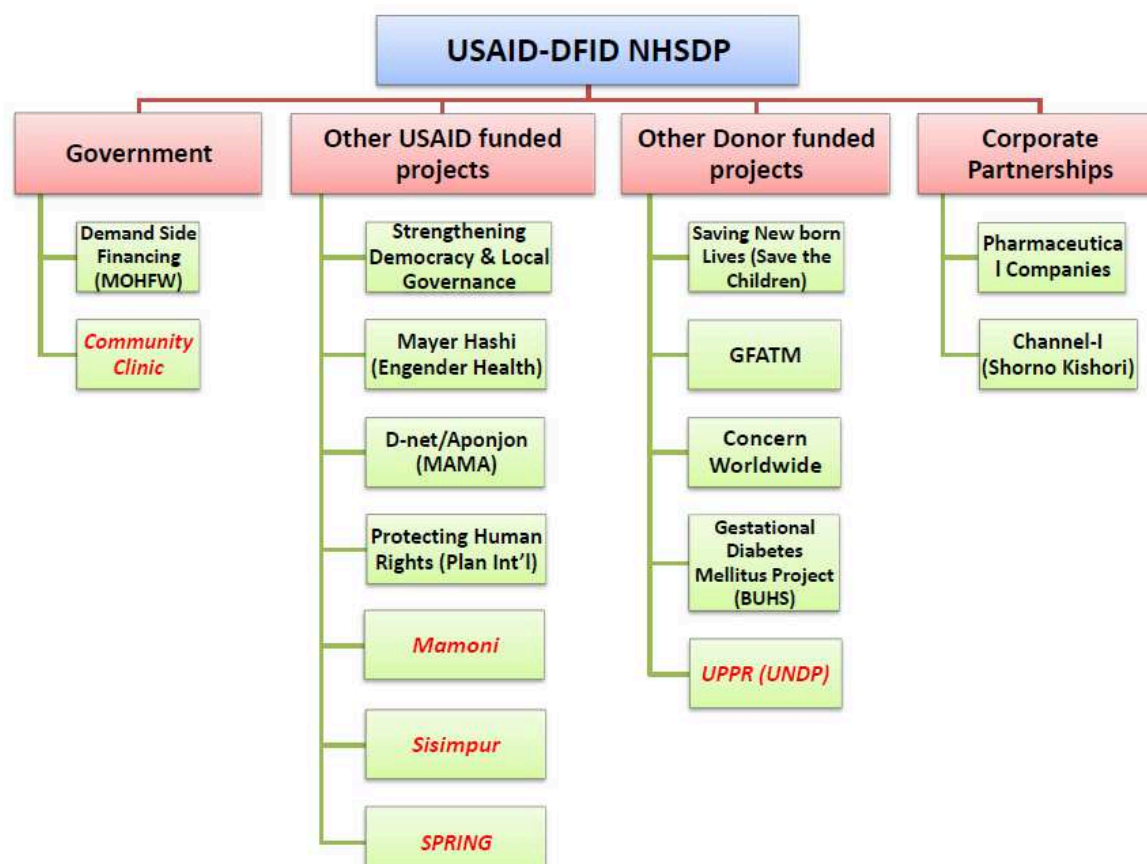 USAID-DFID NHSDP
Government
Demand Side
Financing
(MOHFW)
Community
Clinic
Other USAID funded
projects
Strengthening
Democracy & Local
Governance
Mayer Hashi
(Engender Health)
D-net/Aponjon
(MAMA)
Protecting Human
Rights (Plan Int’l)
Mamoni
Sisimpur
SPRING
Other Donor funded
projects
Saving New born
Lives (Save the
Children)
GFATM
Concern
Worldwide
Gestational
Diabetes
Mellitus Project
(BUHS)
UPPR (UNDP)
Corporate
Partnerships
Pharmaceutica
l Companies
Channel-I
(Shorno Kishori)